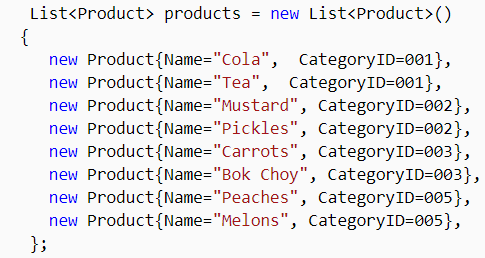 List<Product> products = new List<Product>()
{
new Product{Name="Cola",  CategoryID=001},
new Product{Name="Tea",  CategoryID=001},
new Product{Name="Mustard", CategoryID=002},
new Product{Name="Pickles", CategoryID=002},
new Product{Name="Carrots", CategoryID=003},
new Product{Name="Bok Choy", CategoryID=003},
new Product{Name="Peaches", CategoryID=005},
new Product{Name="Melons", CategoryID=005},
};